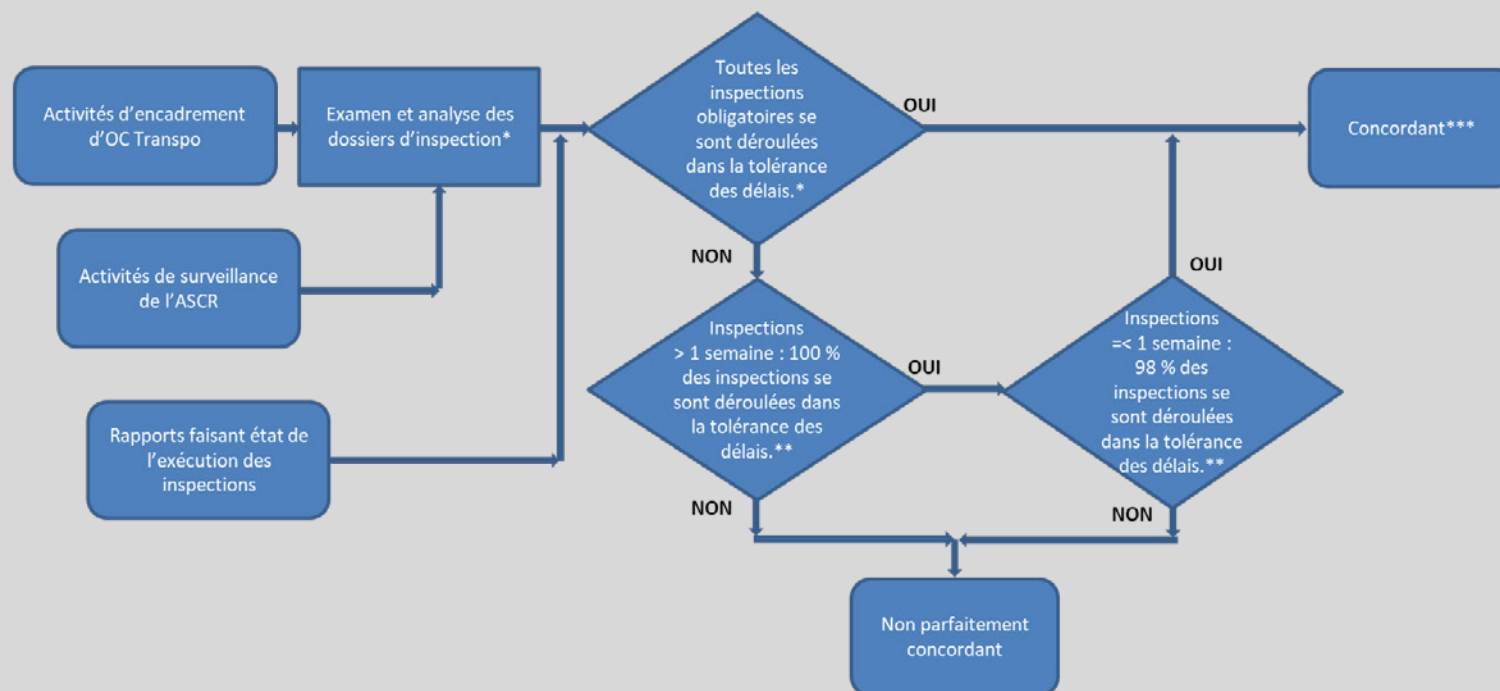 Activités d'encadrement
d'OC Transpo
Examen et analyse des
dossiers d'inspection*
Toutes les
inspections
obligatoires se
sont déroulées
dans la tolérance
des délais.*
OUI
Concordant***
Activités de surveillance
de l'ASCR
NON
OUI
Inspections
> 1 semaine : 100 %
des inspections se
sont déroulées dans
la tolérance des
délais.**
OUI
Inspections
=< 1 semaine :
98 % des
inspections se
sont déroulées
dans la tolérance
des délais.**
Rapports faisant état de
l'exécution des
inspections
NON
NON
Non parfaitement
concordant